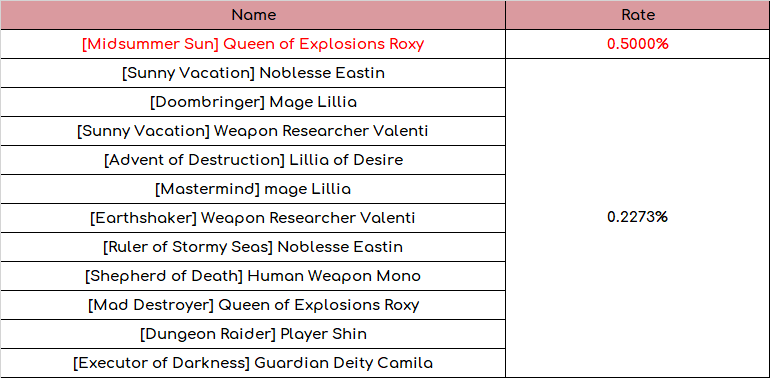 Name Rate
[Midsummer Sun] Queen of Explosions Roxy 0.5000%
[Sunny Vacation] Noblesse Eastin
[Doombringer] Mage Lillia
[Sunny Vacation] Weapon Researcher Valenti
[Advent of Destruction] Lillia of Desire
[Mastermind] mage Lillia
[Earthshaker] Weapon Researcher Valenti 0.2273%
[Ruler of Stormy Seas] Noblesse Eastin
[Shepherd of Death] Human Weapon Mono
[Mad Destroyer] Queen of Explosions Roxy
[Dungeon Raider] Player Shin
[Executor of Darkness] Guardian Deity Camila